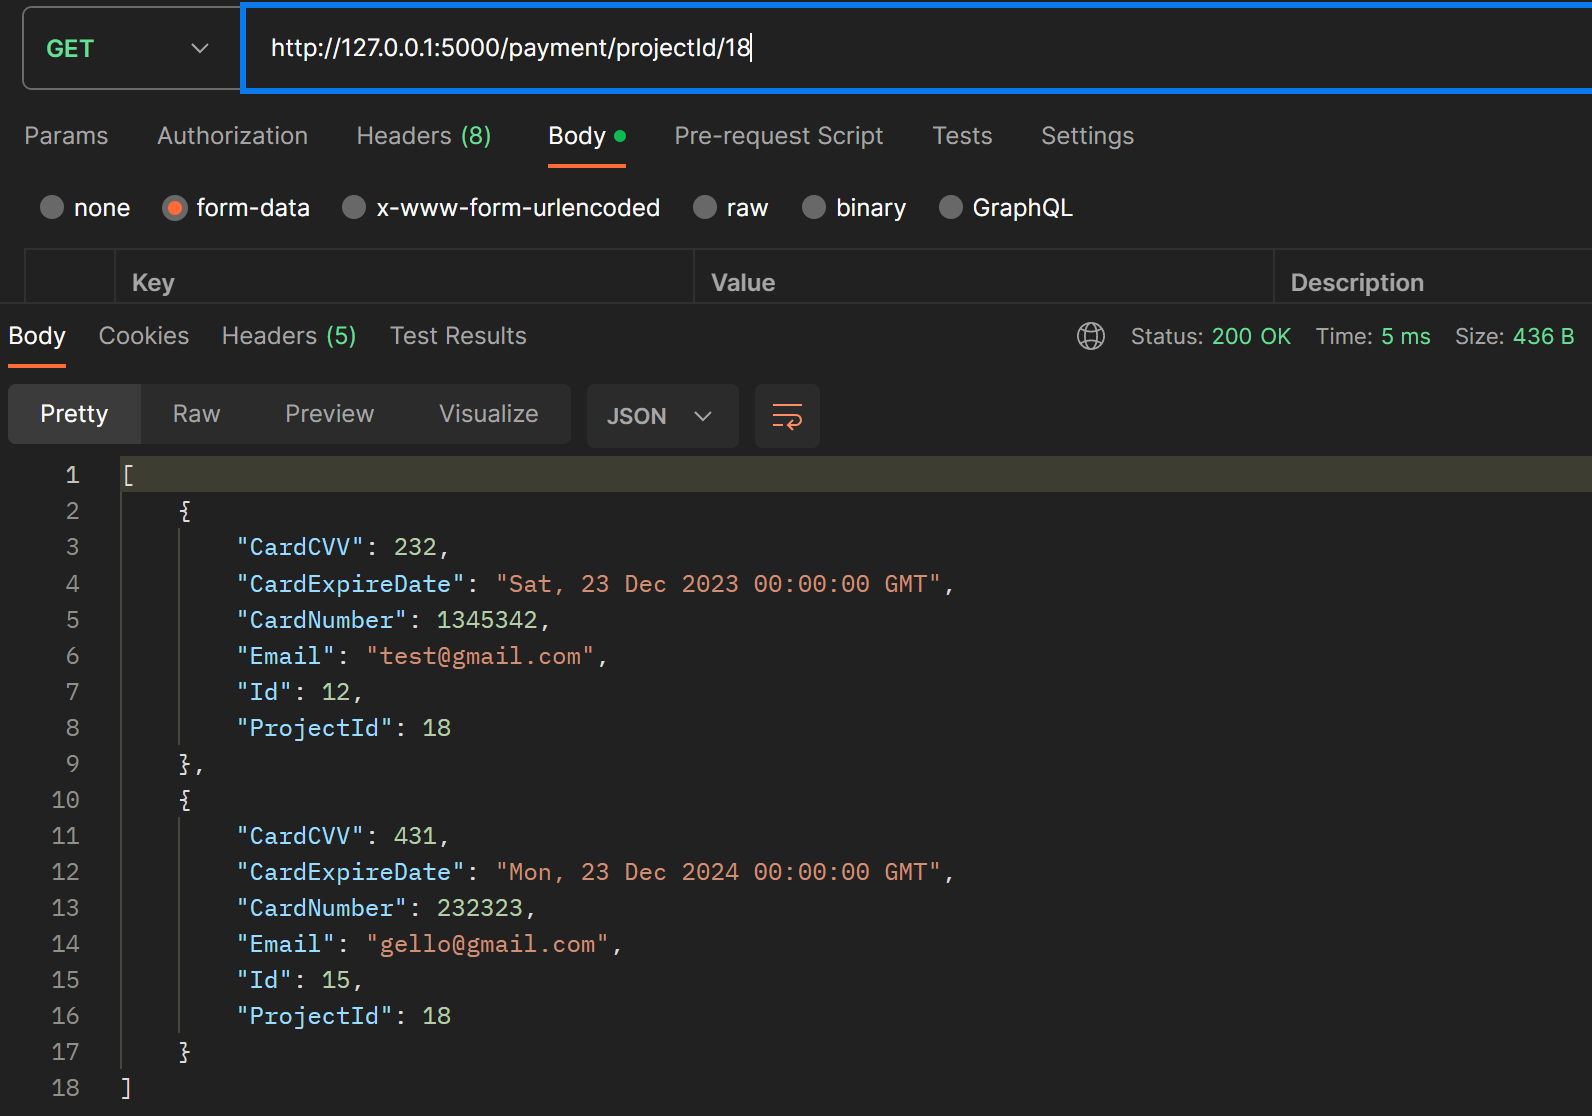 GET http://127.0.0.1:5000/payment/projectId/18
Params Authorization Headers (8) Body Pre-request Script Tests Settings
none form-data x-www-form-urlencoded raw binary GraphQL
Key Value Description
Body Cookies Headers (5) Test Results Status: 200 OK Time: 5 ms Size: 436 B
Pretty Raw Preview Visualize JSON
1 [
2 {
3 "CardCVV": 232,
4 "CardExpireDate": "Sat, 23 Dec 2023 00:00:00 GMT",
5 "CardNumber": 1345342,
6 "Email": "test@gmail.com",
7 "Id": 12,
8 "ProjectId": 18
9 },
10 {
11 "CardCVV": 431,
12 "CardExpireDate": "Mon, 23 Dec 2024 00:00:00 GMT",
13 "CardNumber": 232323,
14 "Email": "gello@gmail.com",
15 "Id": 15,
16 "ProjectId": 18
17 }
18 ]